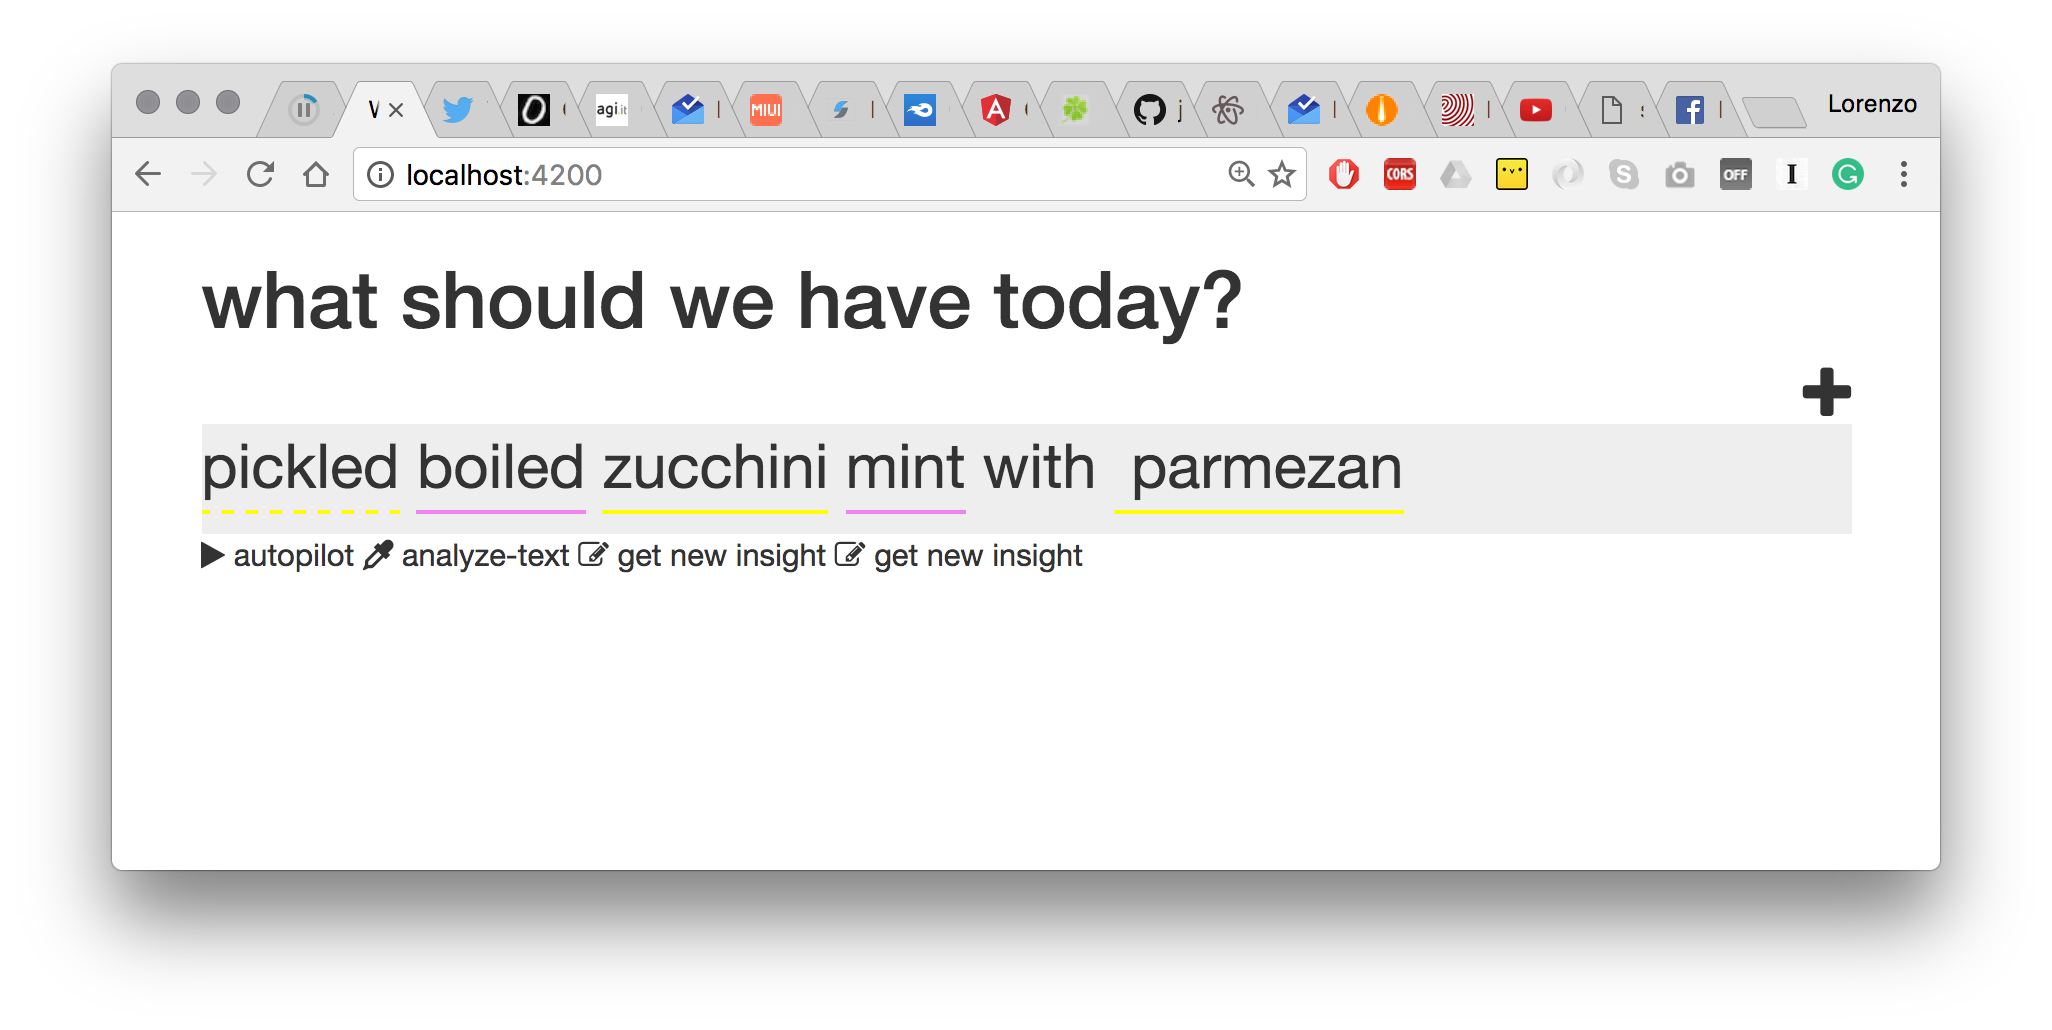 agi it MIUI Lorenzo
localhost:4200 CORS OFF
what should we have today?
pickled boiled zucchini mint with parmezan
autopilot analyze-text get new insight get new insight